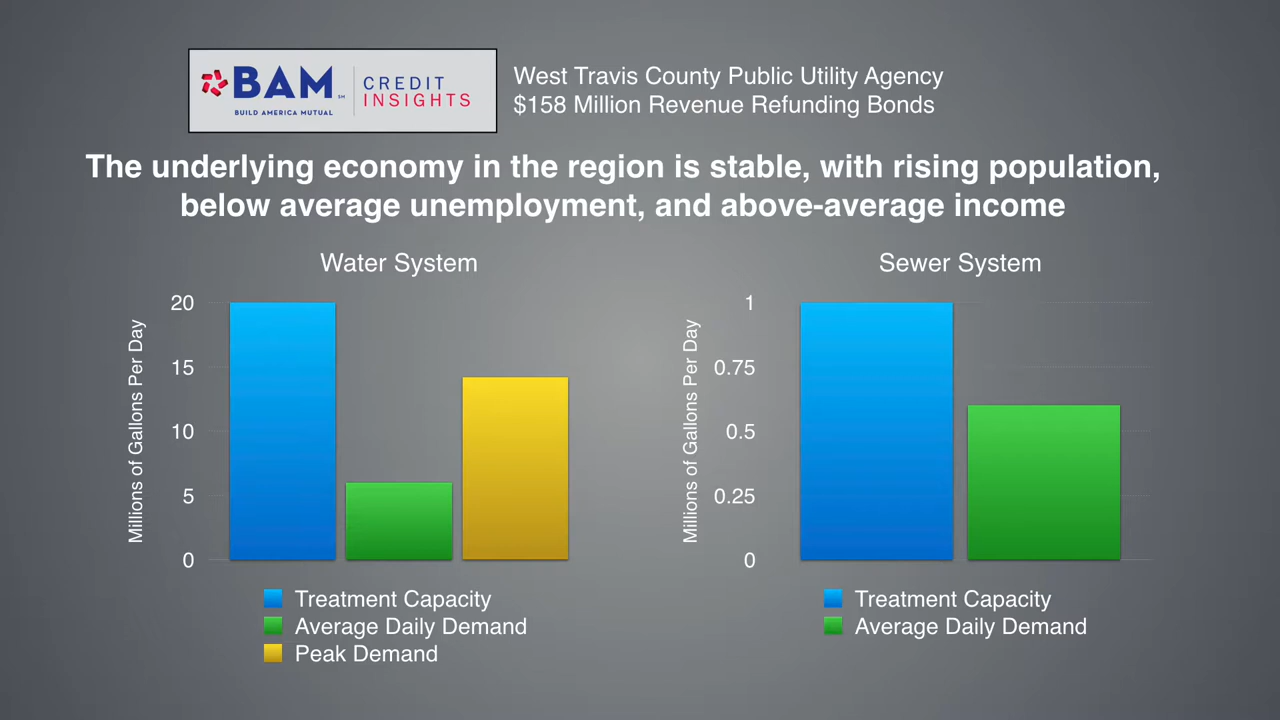 BAM SM
BUILD AMERICA MUTUAL
CREDIT
INSIGHTS
West Travis County Public Utility Agency
$158 Million Revenue Refunding Bonds
The underlying economy in the region is stable, with rising population,
below average unemployment, and above-average income
Water System
Millions of Gallons Per Day
20
15
10
5
0
Treatment Capacity
Average Daily Demand
Peak Demand
Sewer System
Millions of Gallons Per Day
1
0.75
0.5
0.25
0
Treatment Capacity
Average Daily Demand